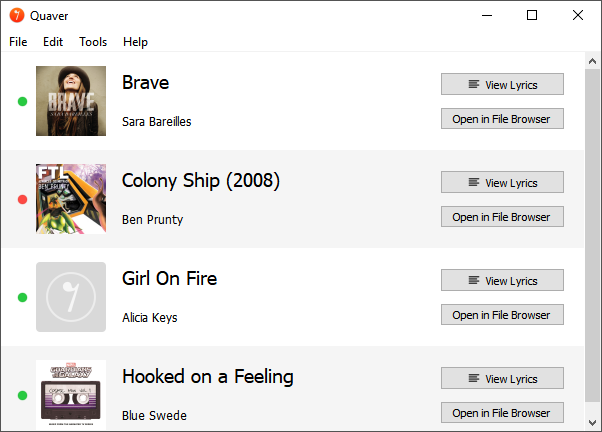 Quaver
File Edit Tools Help
BRAVE
SARA BAREILLES
Brave
Sara Bareilles
View Lyrics
Open in File Browser
FTL
BEN PRUNTY
Colony Ship (2008)
Ben Prunty
View Lyrics
Open in File Browser
Girl On Fire
Alicia Keys
View Lyrics
Open in File Browser
GUARDIANS
GALAXY
Hooked on a Feeling
Blue Swede
View Lyrics
Open in File Browser